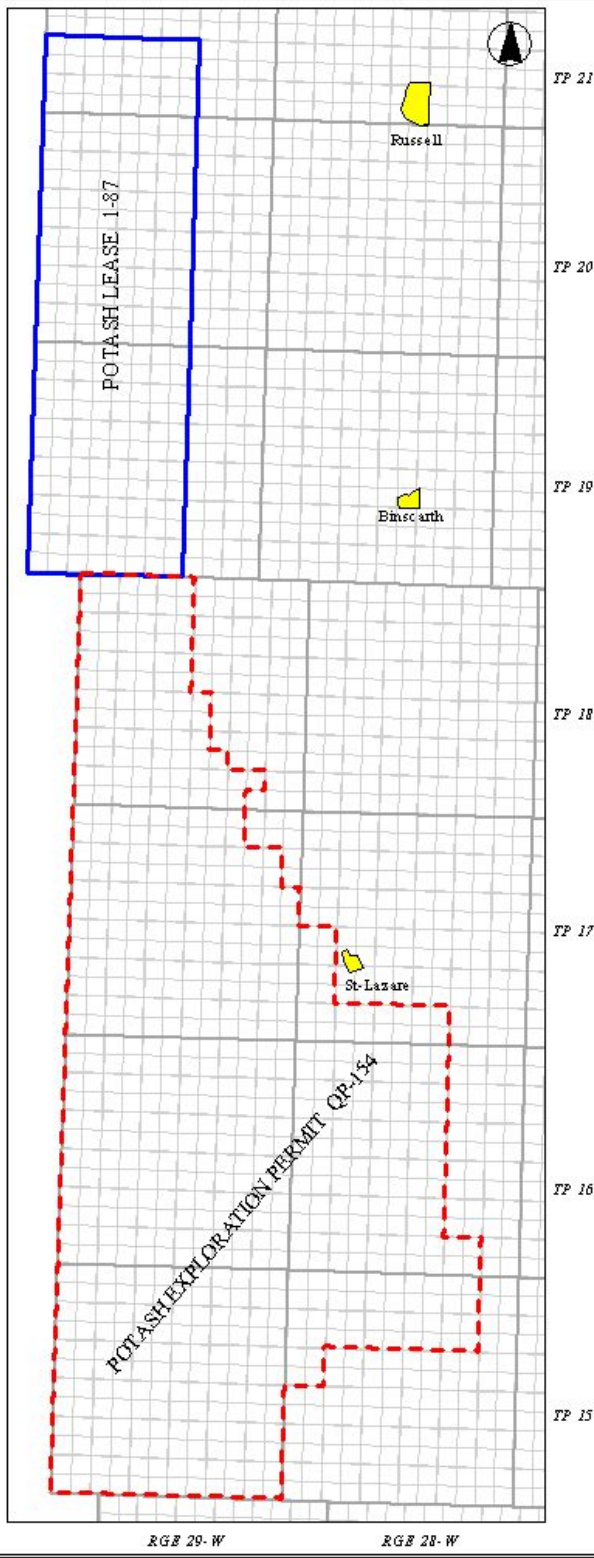 TP 21
Russell
POTASH LEASE 1-87
TP 20
TP 19
Binscarth
TP 18
TP 17
St-Lazare
POTASH EXPLORATION PERMIT QP-154
TP 16
TP 15
RGE 29-W
RGE 28-W